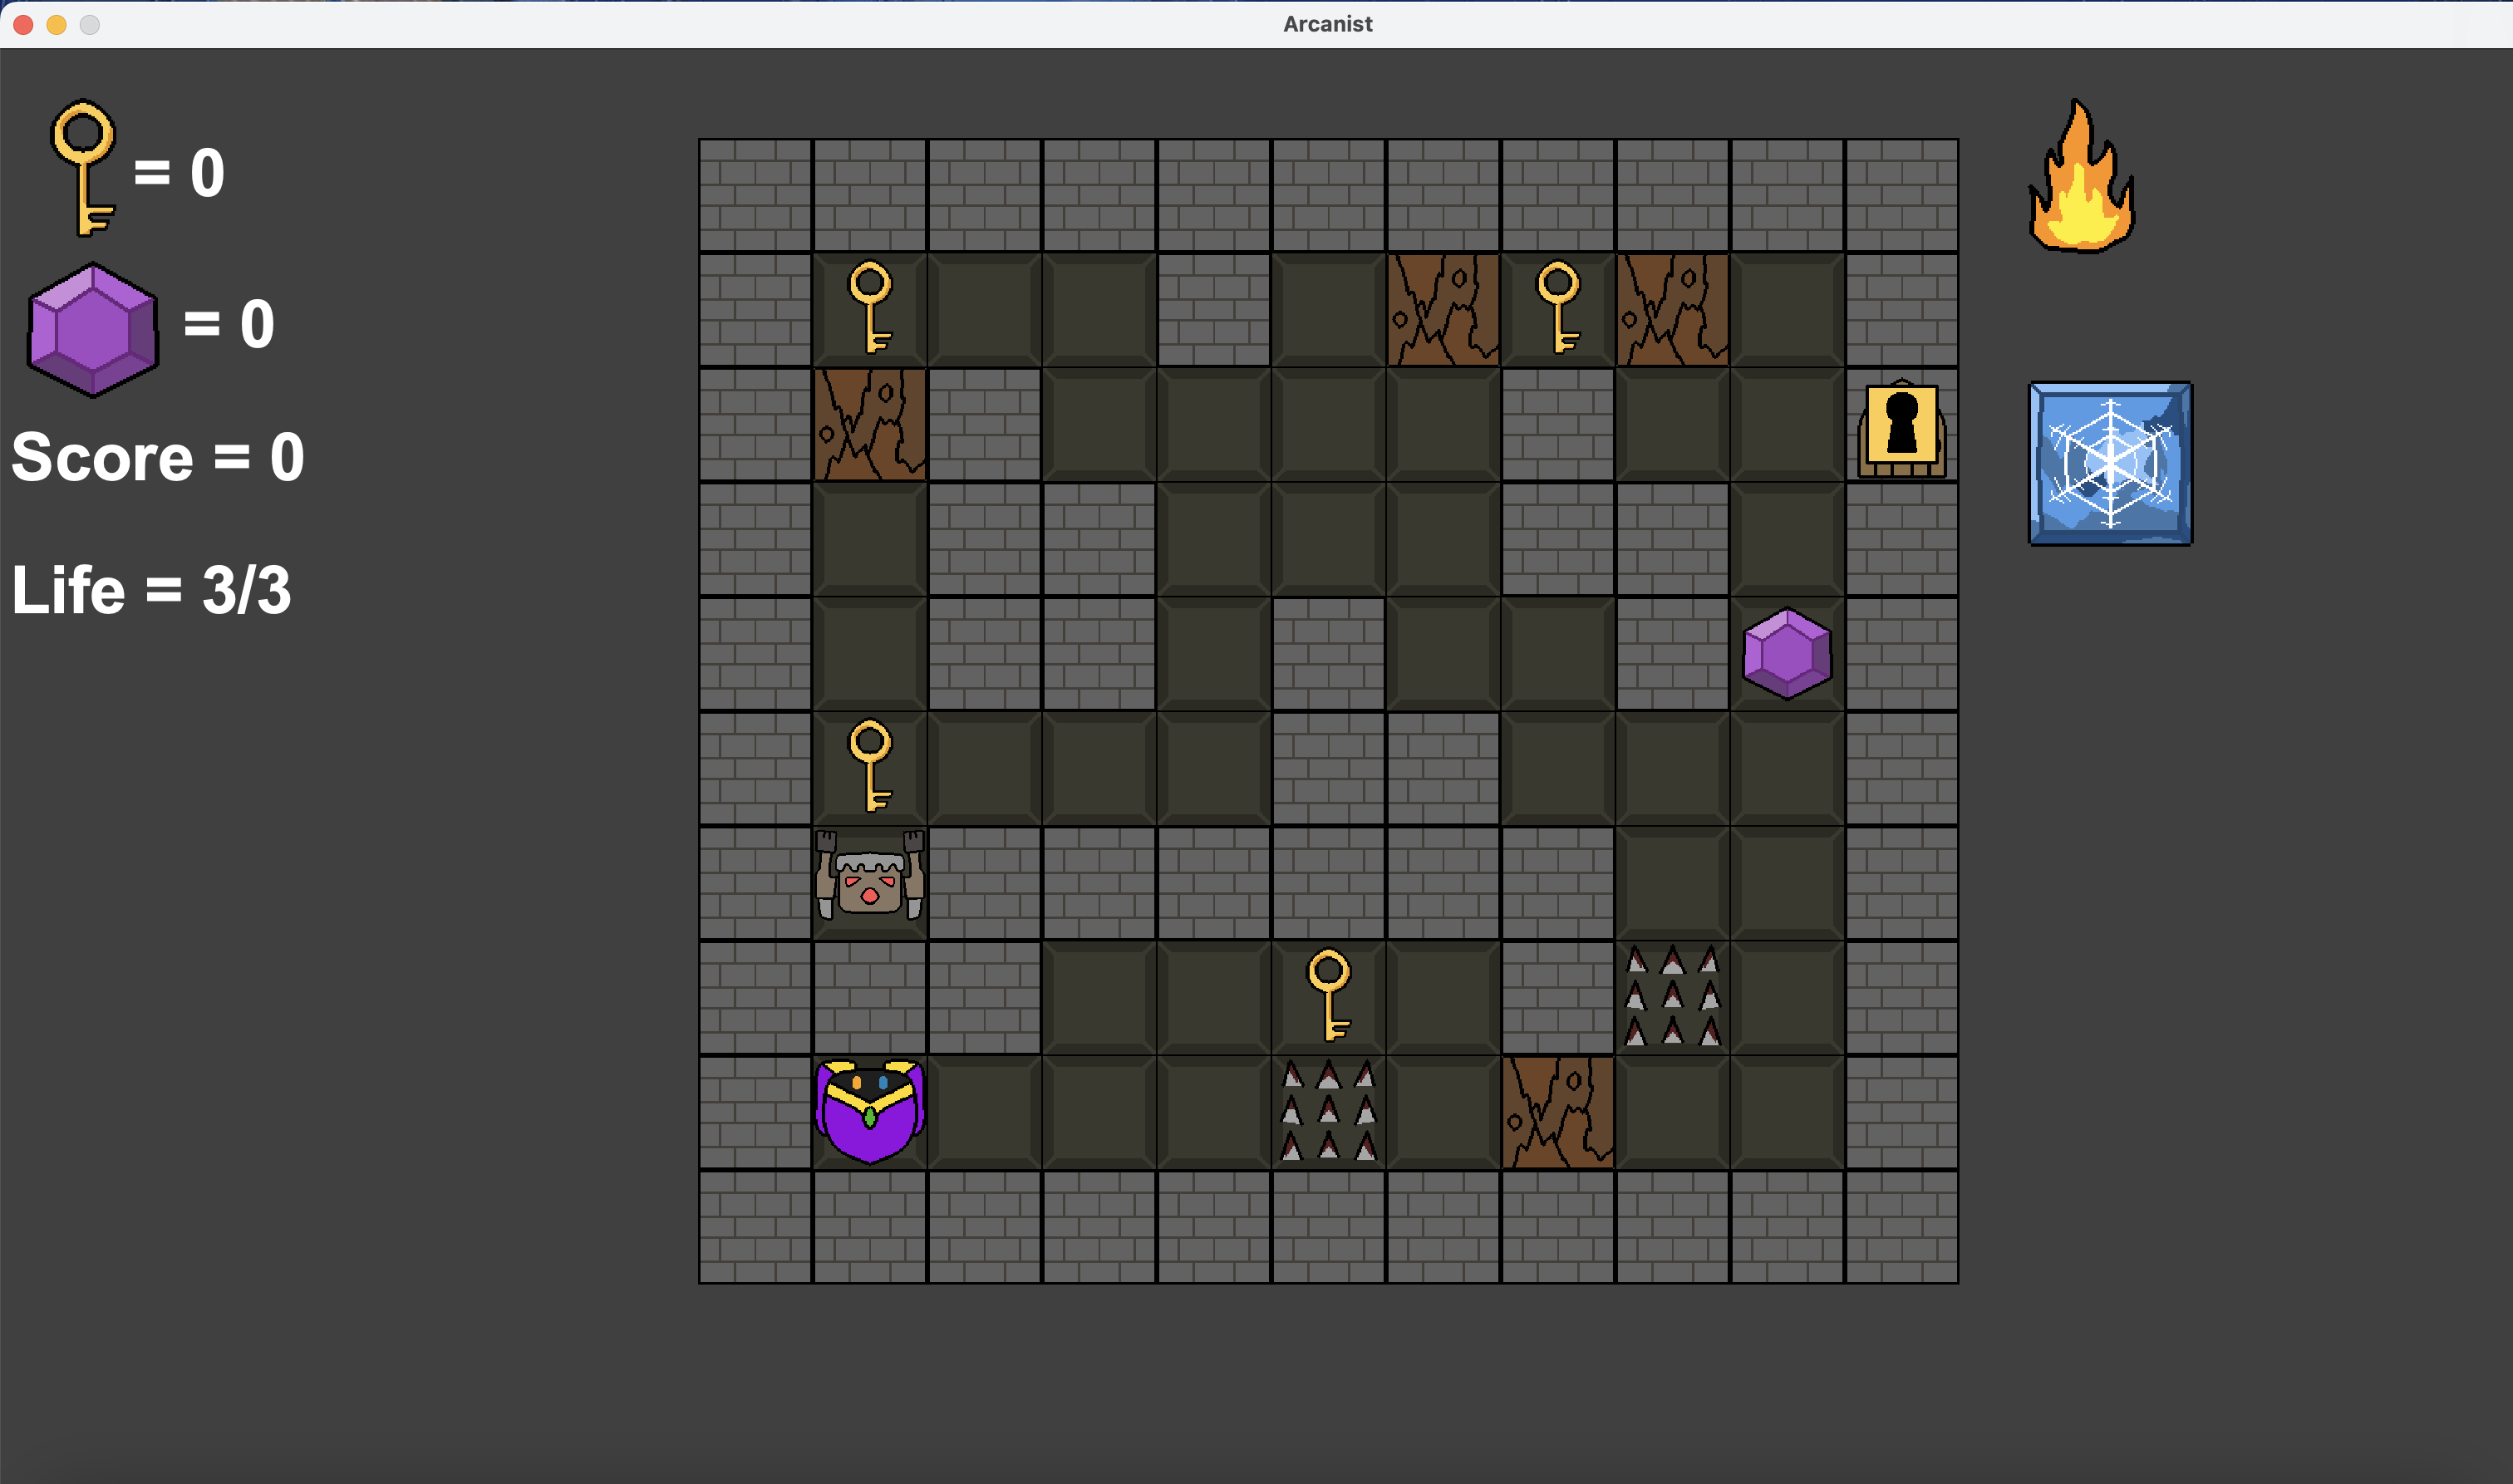 Arcanist
= 0
= 0
Score = 0
Life = 3/3